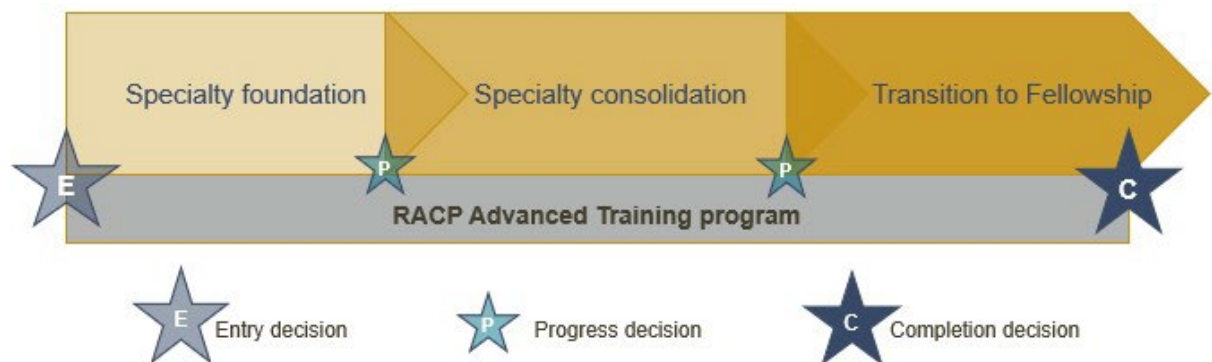 Specialty foundation
Specialty consolidation
Transition to Fellowship
E
P
P
C
RACP Advanced Training program
E Entry decision
P Progress decision
C Completion decision